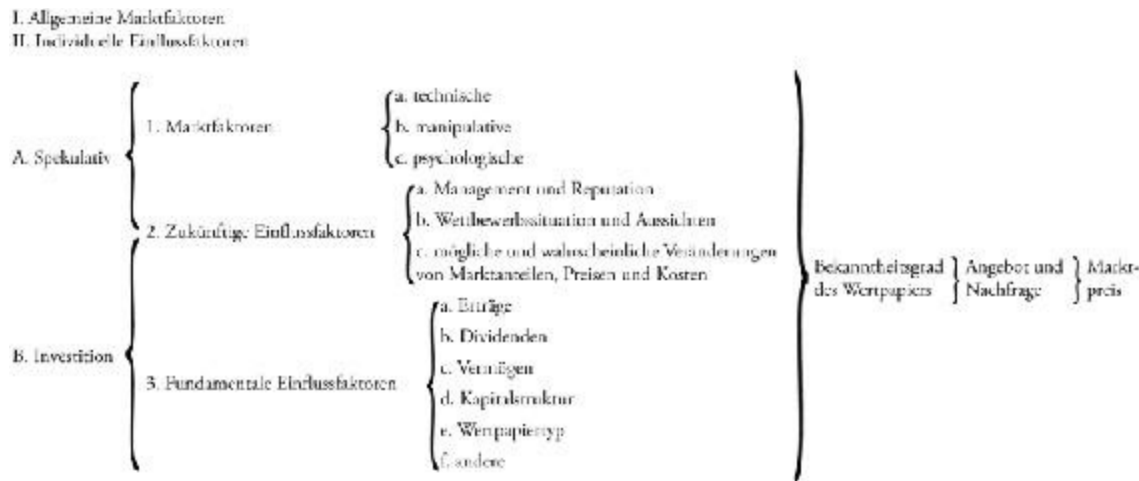 I. Allgemeine Marktfaktoren
II. Individuelle Einflussfaktoren
A. Spekulativ
1. Marktfaktoren
a. technische
b. manipulative
c. psychologische
2. Zukünftige Einflussfaktoren
a. Management und Reputation
b. Wettbewerbssituation und Aussichten
c. mögliche und wahrscheinliche Veränderungen
von Marktanteilen, Preisen und Kosten
B. Investition
3. Fundamentale Einflussfaktoren
a. Erträge
b. Dividenden
c. Vermögen
d. Kapitalstruktur
e. Wertpapiertyp
f. andere
Bekanntheitsgrad
des Wertpapiers
Angebot und
Nachfrage
Markt-
preis